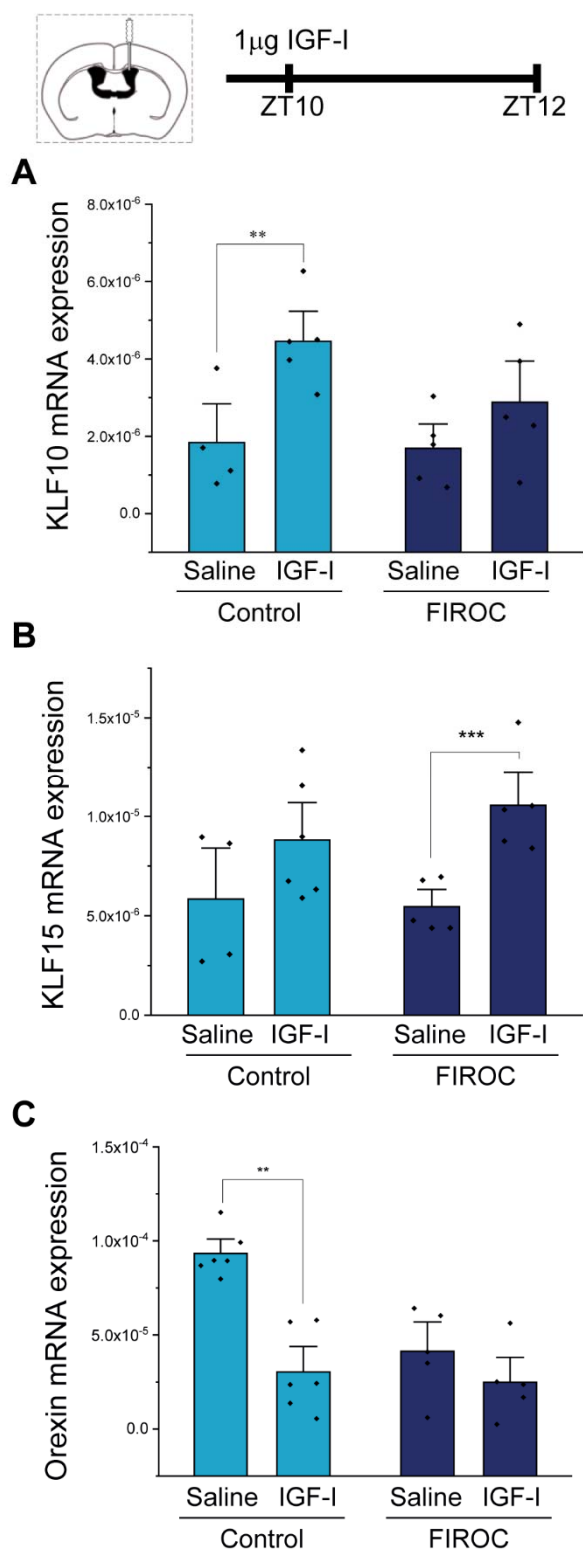 1μg IGF-I
ZT10 ZT12
A
KLF10 mRNA expression
8.0x10-6
6.0x10-6
4.0x10-6
2.0x10-6
0.0
**
Saline IGF-I Saline IGF-I
Control FIROC
B
KLF15 mRNA expression
1.5x10-5
1.0x10-5
5.0x10-6
0.0
***
Saline IGF-I Saline IGF-I
Control FIROC
C
Orexin mRNA expression
1.5x10-4
1.0x10-4
5.0x10-5
0.0
**
Saline IGF-I Saline IGF-I
Control FIROC